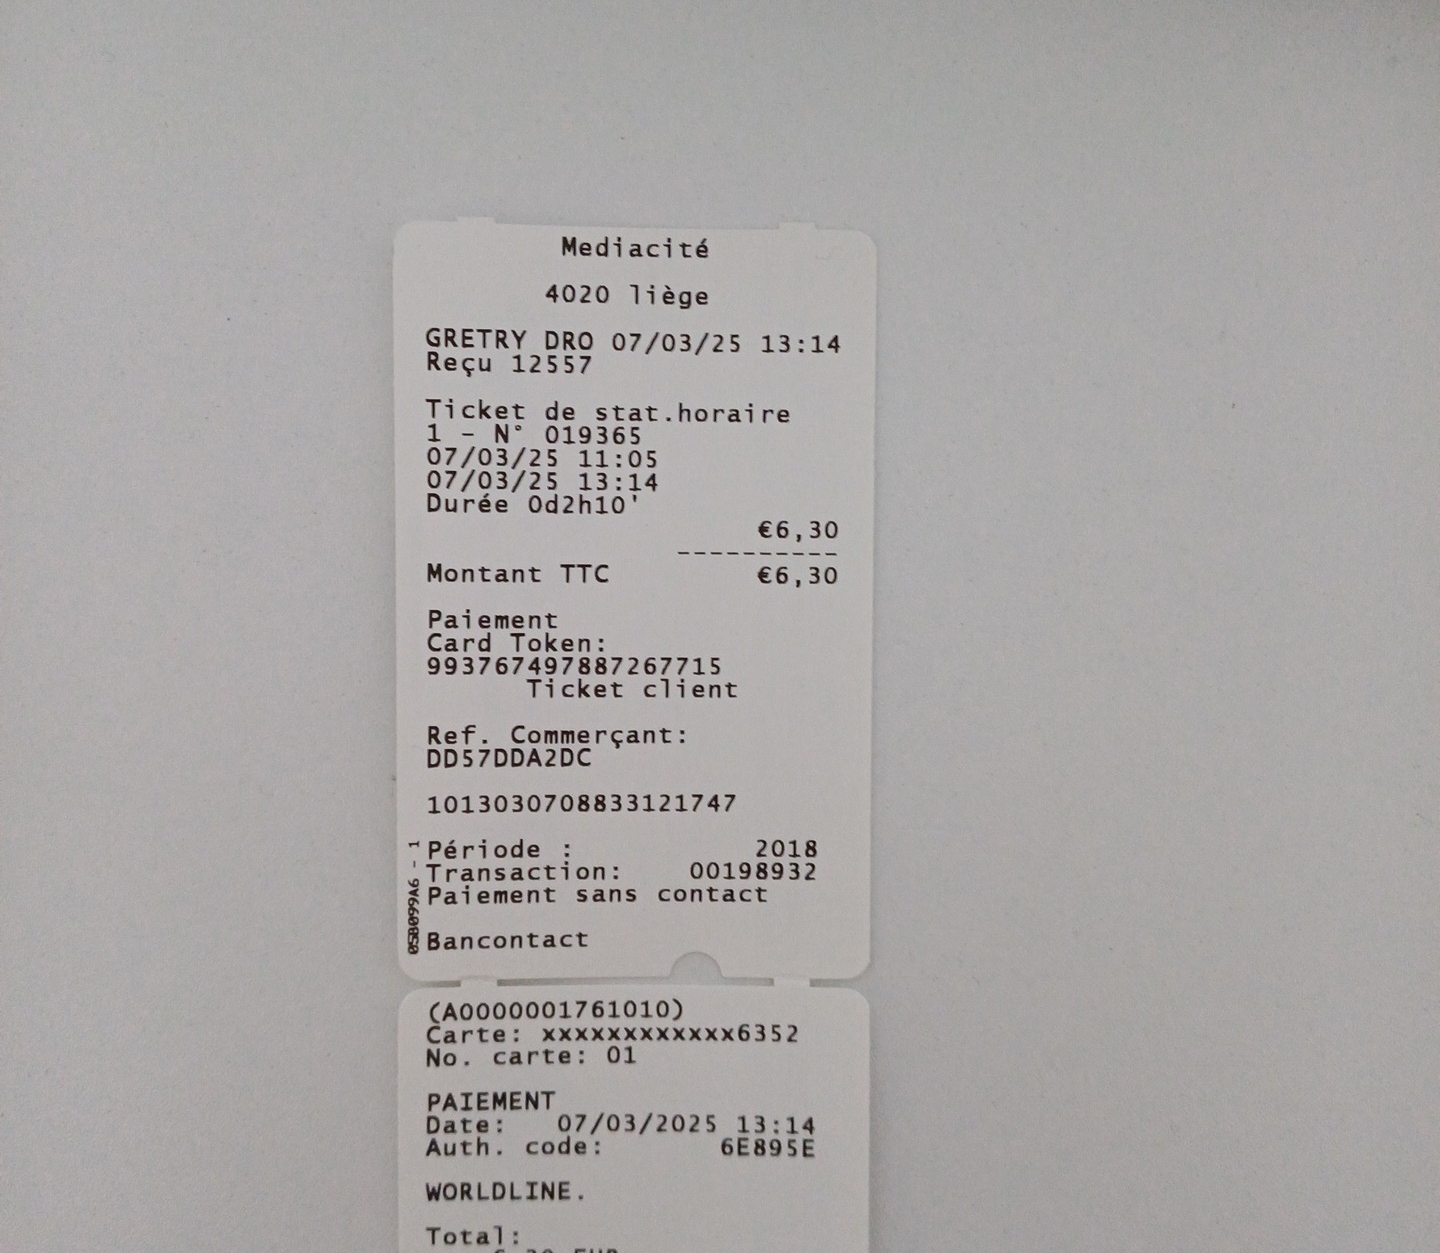 Mediacité
4020 liège
GRETRY DRO 07/03/25 13:14
Reçu 12557
Ticket de stat.horaire
1 - N° 019365
07/03/25 11:05
07/03/25 13:14
Durée 0d2h10'
€6,30
----------
Montant TTC €6,30
Paiement
Card Token:
993767497887267715
Ticket client
Ref. Commerçant:
DD57DDA2DC
1013030708833121747
Période : 2018
Transaction: 00198932
Paiement sans contact
Bancontact
05B099A6 - 1
(A0000001761010)
Carte: xxxxxxxxxxxx6352
No. carte: 01
PAIEMENT
Date: 07/03/2025 13:14
Auth. code: 6E895E
WORLDLINE.
Total: